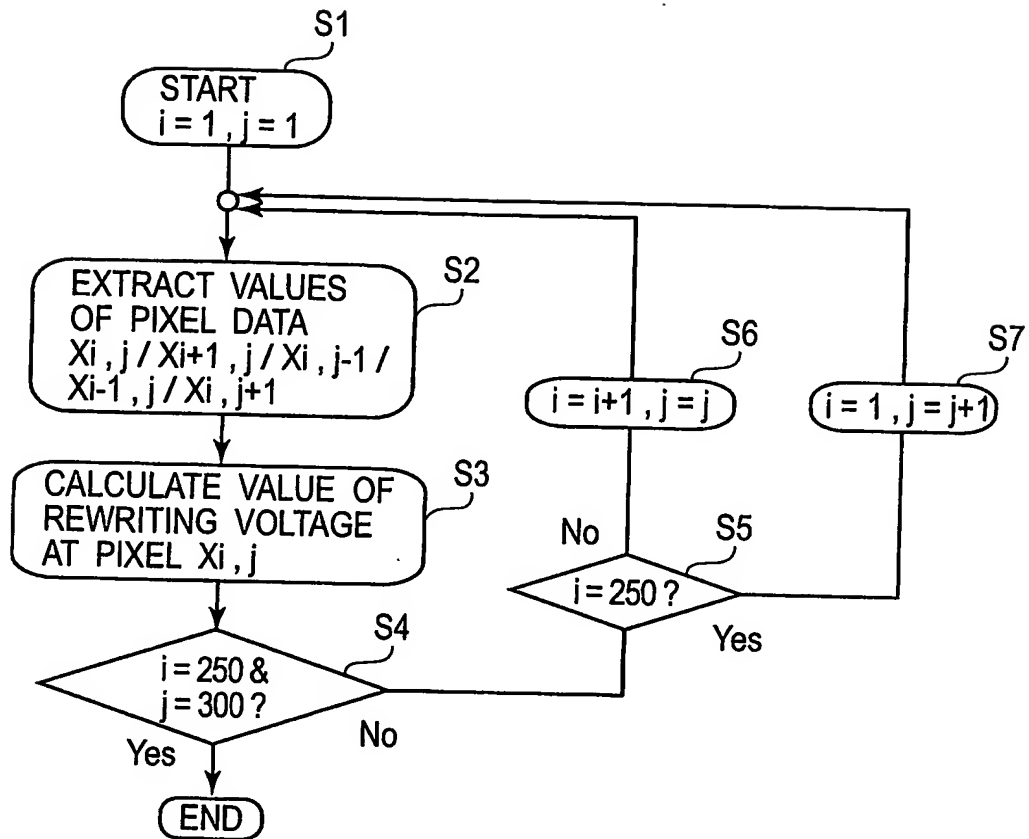 S1
START
i = 1 , j = 1
S2
EXTRACT VALUES
OF PIXEL DATA
Xi , j / Xi+1 , j / Xi , j-1 /
Xi-1 , j / Xi , j+1
S6
i = i+1 , j = j
S7
i = 1 , j = j+1
S3
CALCULATE VALUE OF
REWRITING VOLTAGE
AT PIXEL Xi , j
No
S5
i = 250 ?
Yes
S4
i = 250 &
j = 300 ?
No
Yes
END